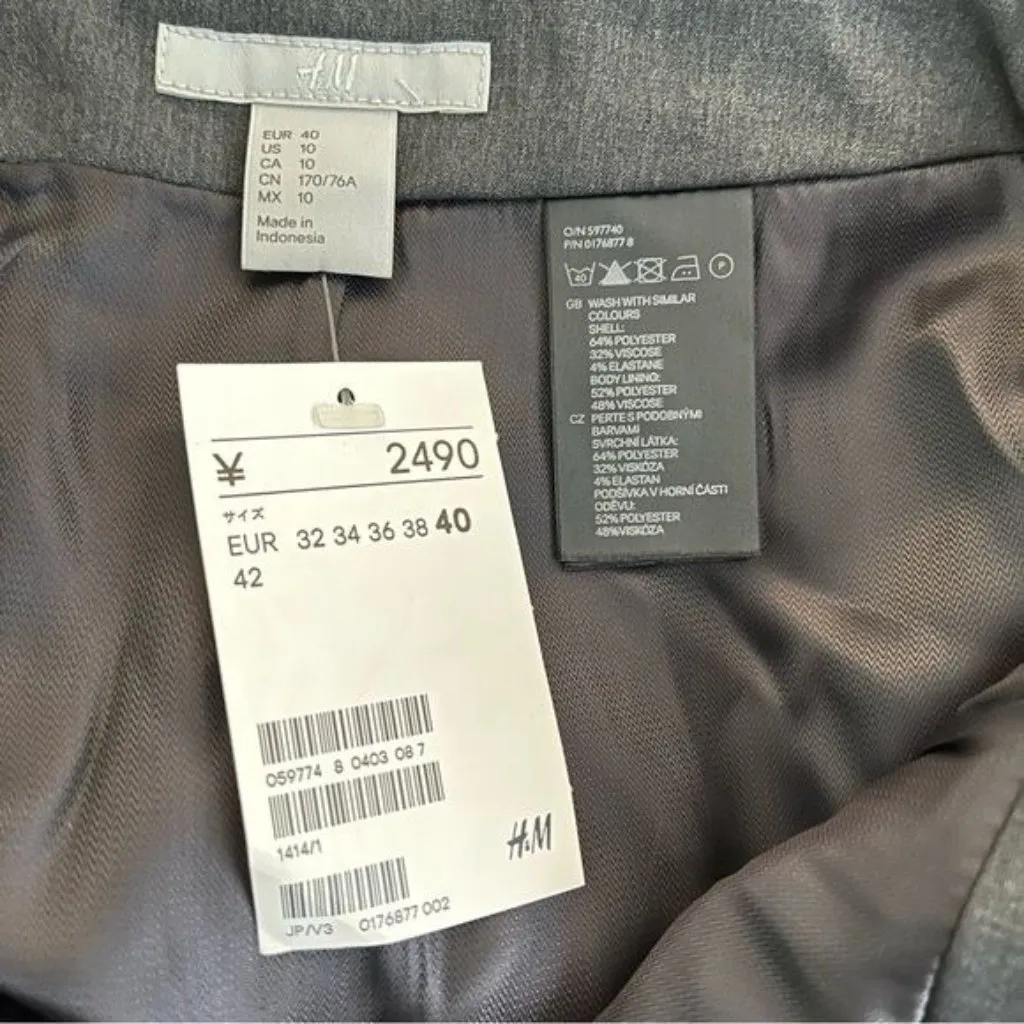 H&M
EUR 40
US 10
CA 10
CN 170/76A
MX 10
Made in
Indonesia
O/N 597740
P/N 0176877 8
40
P
GB WASH WITH SIMILAR
COLOURS
SHELL:
64% POLYESTER
32% VISCOSE
4% ELASTANE
BODY LINING:
52% POLYESTER
48% VISCOSE
CZ PERTE S PODOBNÝMI
BARVAMI
SVRCHNÍ LÁTKA:
64% POLYESTER
32% VISKÓZA
4% ELASTAN
PODŠÍVKA V HORNÍ ČÁSTI
ODĚVU:
52% POLYESTER
48% VISKÓZA
¥ 2490
サイズ
EUR 32 34 36 38 40
42
059774 8 0403 08 7
1414/1
H&M
JP/V3 0176877 002